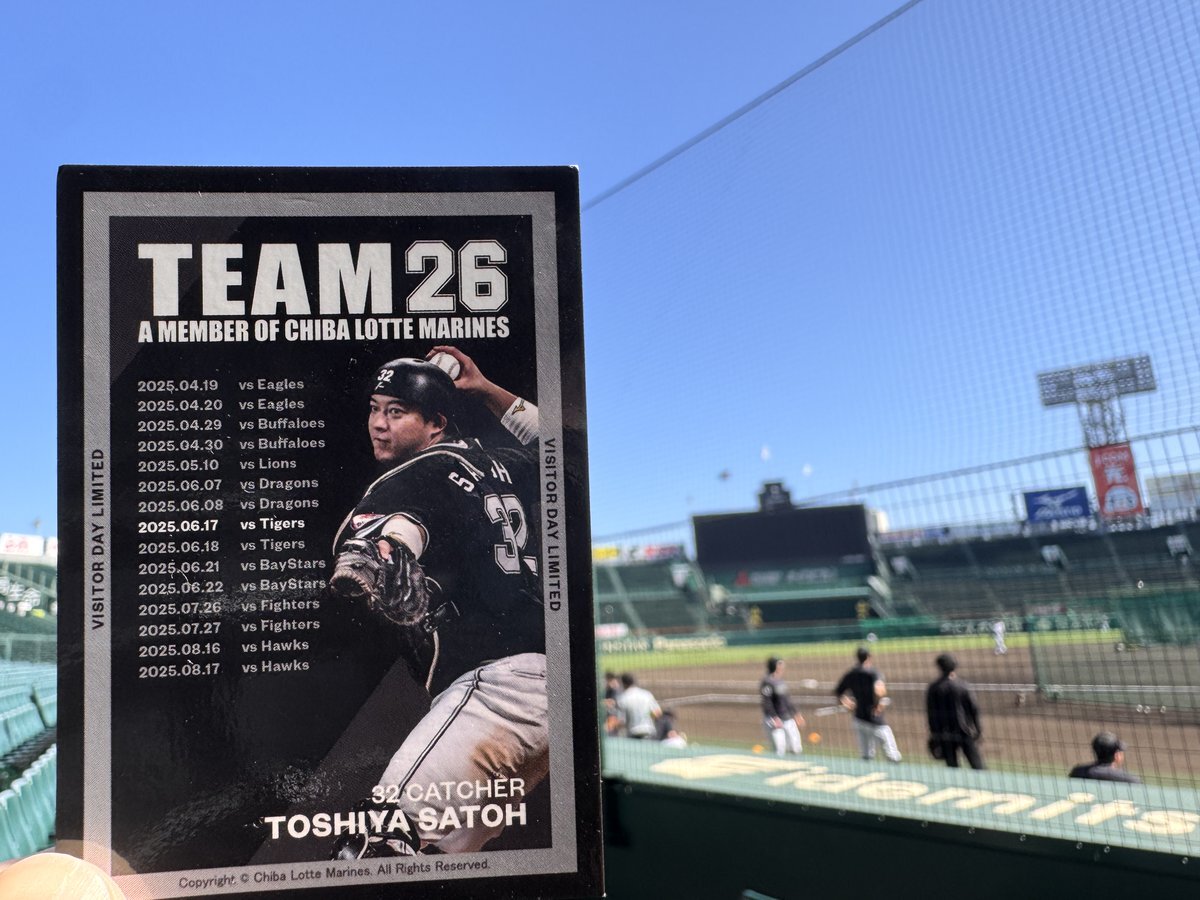 TEAM 26
A MEMBER OF CHIBA LOTTE MARINES
2025.04.19 vs Eagles
2025.04.20 vs Eagles
2025.04.29 vs Buffaloes
2025.04.30 vs Buffaloes
2025.05.10 vs Lions
2025.06.07 vs Dragons
2025.06.08 vs Dragons
2025.06.17 vs Tigers
2025.06.18 vs Tigers
2025.06.21 vs BayStars
2025.06.22 vs BayStars
2025.07.26 vs Fighters
2025.07.27 vs Fighters
2025.08.16 vs Hawks
2025.08.17 vs Hawks
VISITOR DAY LIMITED
VISITOR DAY LIMITED
32
32
32 CATCHER
TOSHIYA SATOH
Copyright © Chiba Lotte Marines. All Rights Reserved.
MIZUNO
Fidemits